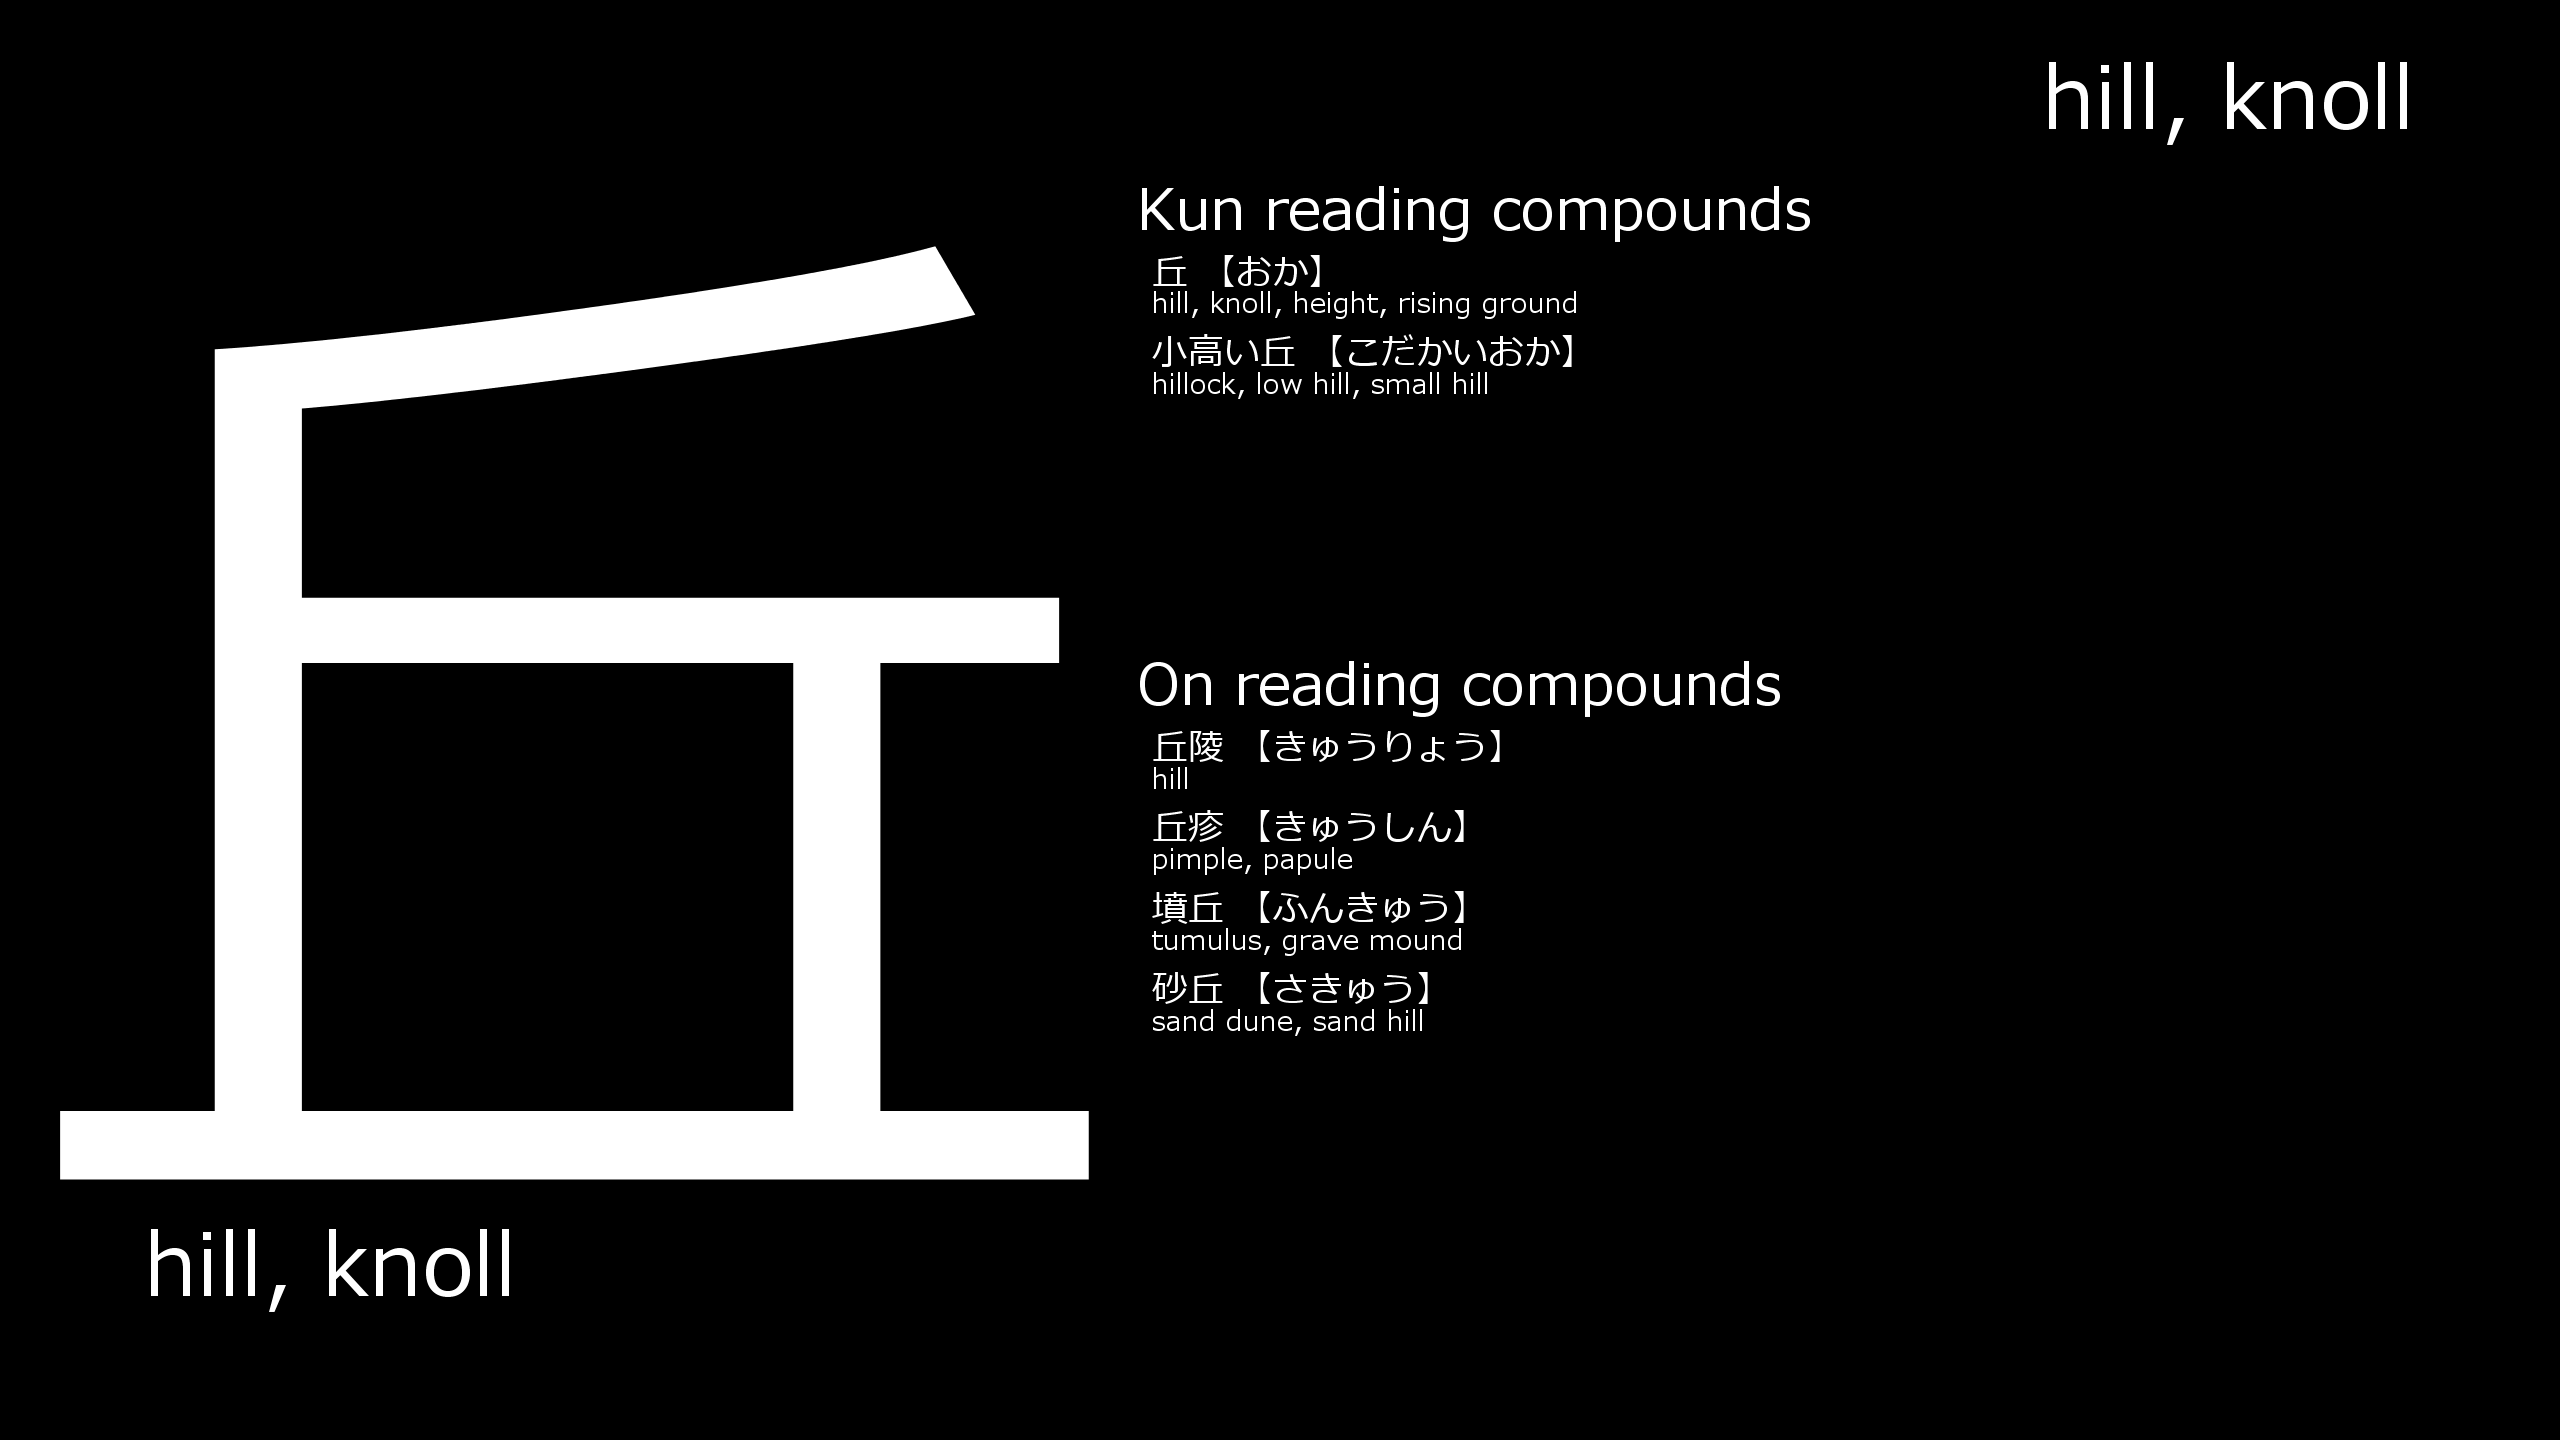 hill, knoll
丘
hill, knoll
Kun reading compounds
丘 【おか】
hill, knoll, height, rising ground
小高い丘 【こだかいおか】
hillock, low hill, small hill
On reading compounds
丘陵 【きゅうりょう】
hill
丘疹 【きゅうしん】
pimple, papule
墳丘 【ふんきゅう】
tumulus, grave mound
砂丘 【さきゅう】
sand dune, sand hill